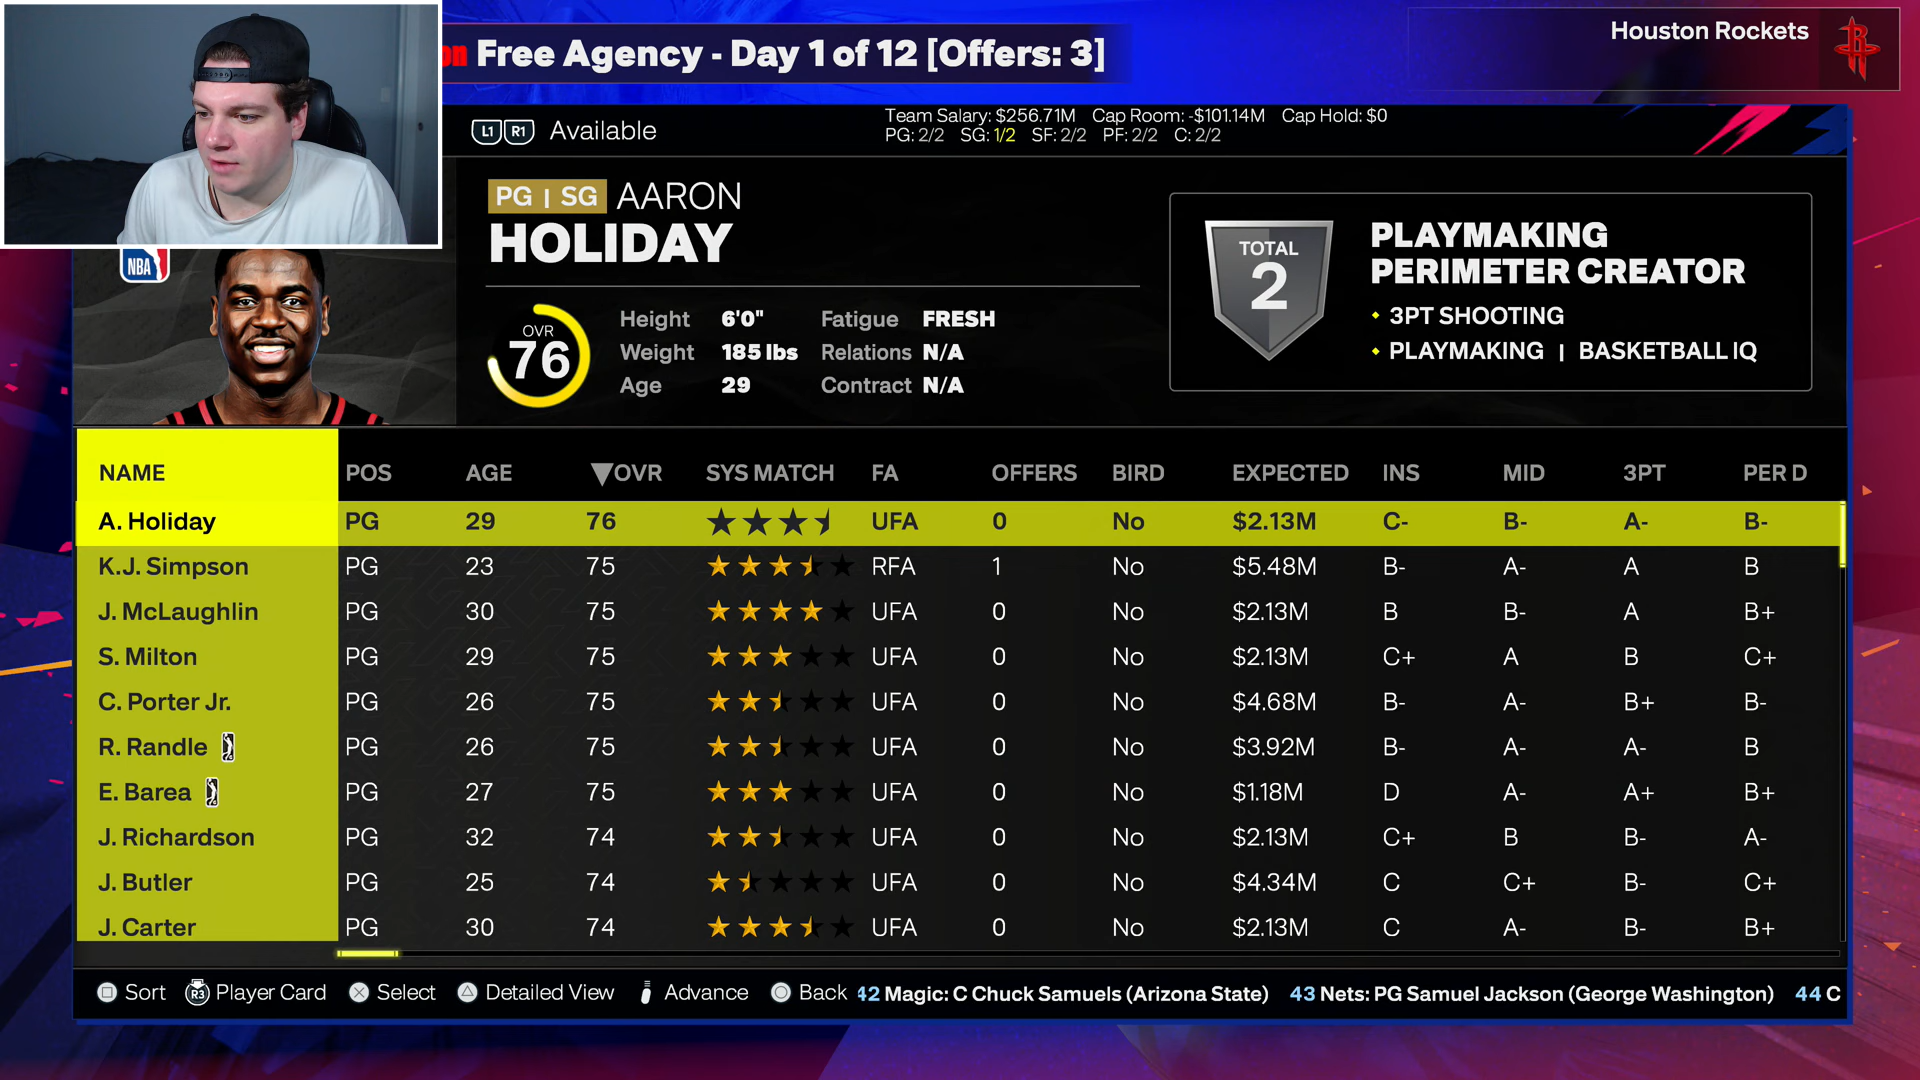 on Free Agency - Day 1 of 12 [Offers: 3]
Houston Rockets
L1 R1 Available
Team Salary: $256.71M Cap Room: -$101.14M Cap Hold: $0
PG: 2/2 SG: 1/2 SF: 2/2 PF: 2/2 C: 2/2
PG | SG AARON
HOLIDAY
OVR
76
Height 6'0" Fatigue FRESH
Weight 185 lbs Relations N/A
Age 29 Contract N/A
TOTAL
2
PLAYMAKING
PERIMETER CREATOR
3PT SHOOTING
PLAYMAKING | BASKETBALL IQ
NBA
NAME POS AGE OVR SYS MATCH FA OFFERS BIRD EXPECTED INS MID 3PT PER D
A. Holiday PG 29 76 UFA 0 No $2.13M C- B- A- B-
K.J. Simpson PG 23 75 RFA 1 No $5.48M B- A- A B
J. McLaughlin PG 30 75 UFA 0 No $2.13M B B- A B+
S. Milton PG 29 75 UFA 0 No $2.13M C+ A B C+
C. Porter Jr. PG 26 75 UFA 0 No $4.68M B- A- B+ B-
R. Randle PG 26 75 UFA 0 No $3.92M B- A- A- B
E. Barea PG 27 75 UFA 0 No $1.18M D A- A+ B+
J. Richardson PG 32 74 UFA 0 No $2.13M C+ B B- A-
J. Butler PG 25 74 UFA 0 No $4.34M C C+ B- C+
J. Carter PG 30 74 UFA 0 No $2.13M C A- B- B+
Sort R3 Player Card Select Detailed View Advance Back 42 Magic: C Chuck Samuels (Arizona State) 43 Nets: PG Samuel Jackson (George Washington) 44 C